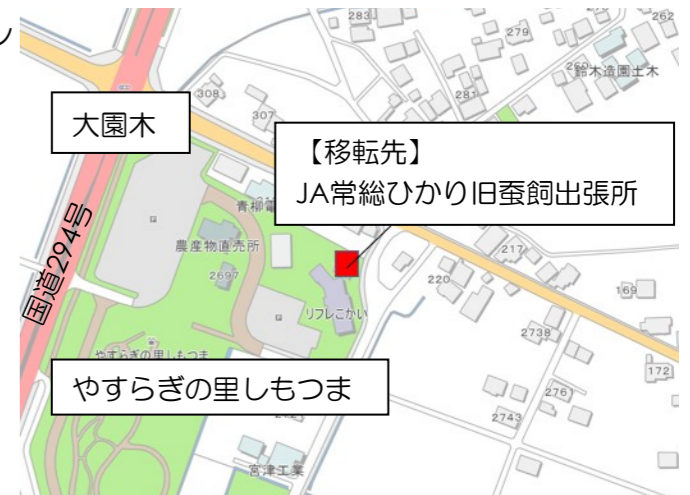 ン
283
279
262
260
鈴木造園土木
308
281
307
大園木
【移転先】
JA常総ひかり旧蚕飼出張所
国道294号
農産物直売所
2697
217
220
169
リフレこかい
2738
やすらぎの里しもつま
172
やすらぎの里しもつま
2761
2743
宮津工業